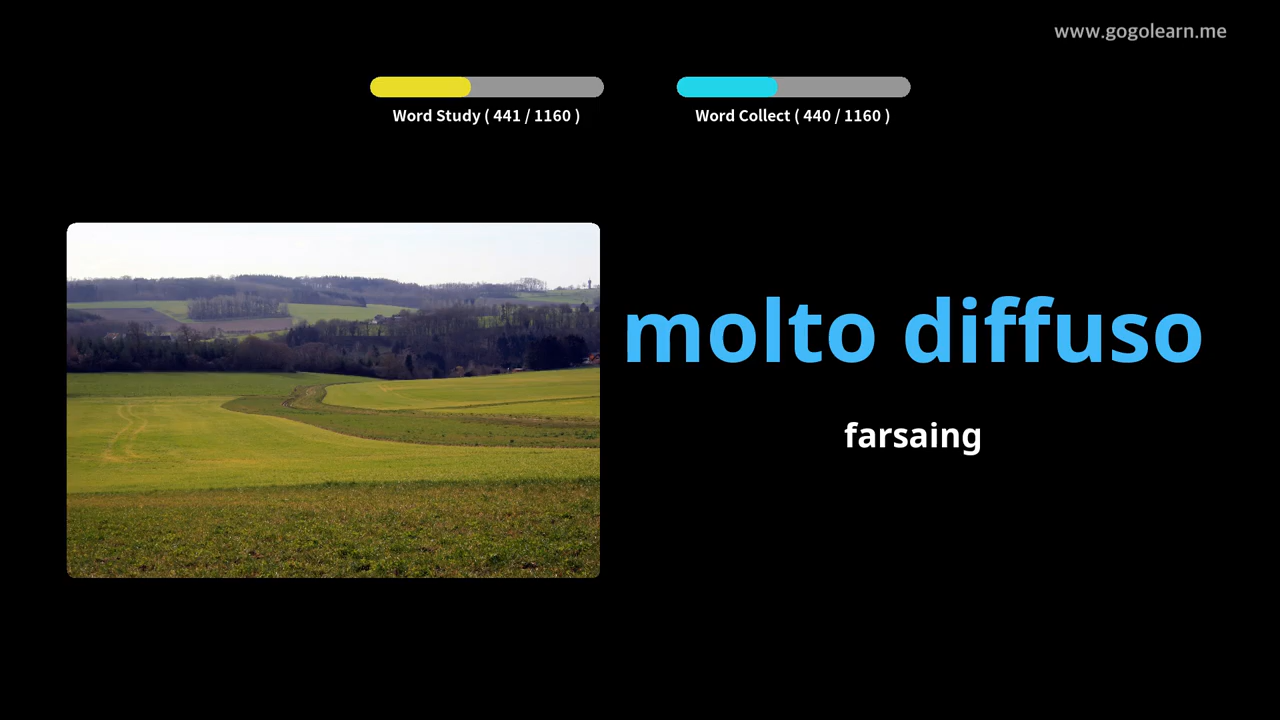 www.gogolearn.me
Word Study ( 441 / 1160 )
Word Collect ( 440 / 1160 )
molto diffuso
farsaing